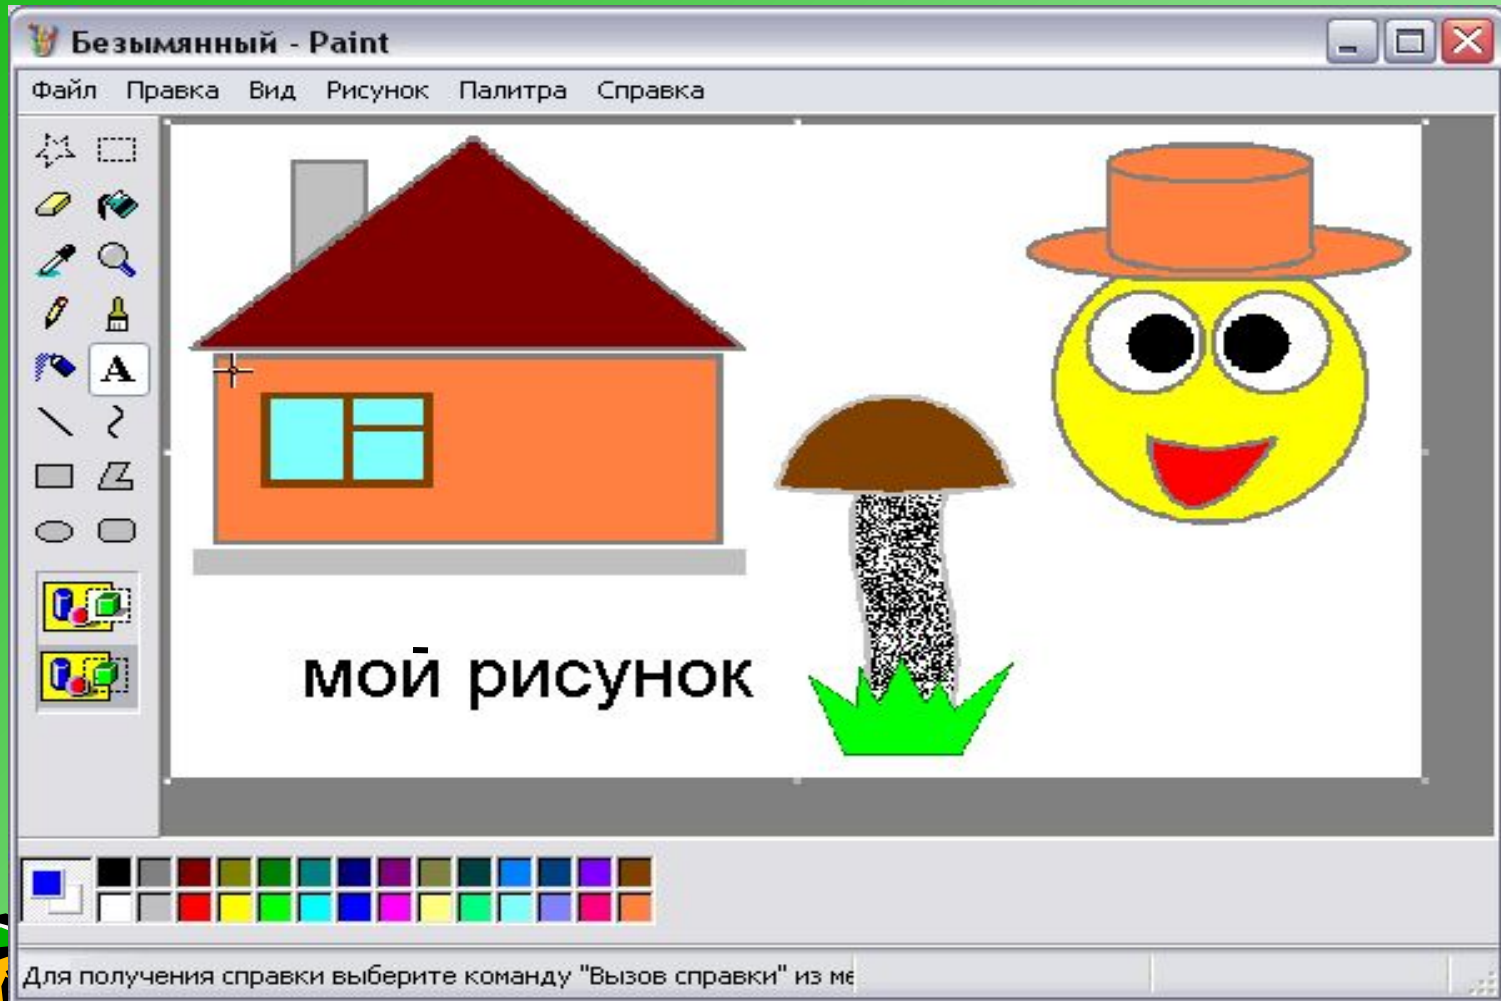 Безымянный - Paint
Файл Правка Вид Рисунок Палитра Справка
A
мой рисунок
Для получения справки выберите команду "Вызов справки" из ме